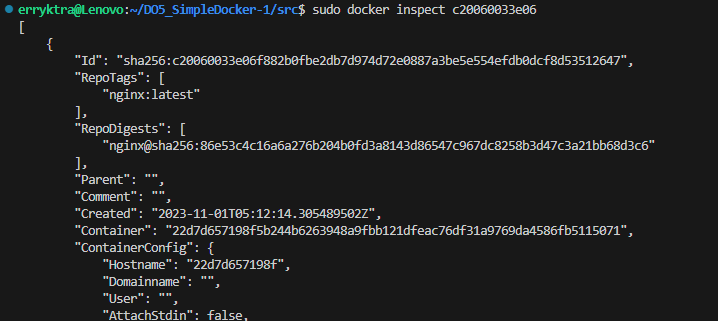 erryktra@Lenovo:~/DO5_SimpleDocker-1/src$ sudo docker inspect c20060033e06
[
    {
        "Id": "sha256:c20060033e06f882b0fbe2db7d974d72e0887a3be5e554efdb0dcf8d53512647",
        "RepoTags": [
            "nginx:latest"
        ],
        "RepoDigests": [
            "nginx@sha256:86e53c4c16a6a276b204b0fd3a8143d86547c967dc8258b3d47c3a21bb68d3c6"
        ],
        "Parent": "",
        "Comment": "",
        "Created": "2023-11-01T05:12:14.305489502Z",
        "Container": "22d7d657198f5b244b6263948a9fbb121dfeac76df31a9769da4586fb5115071",
        "ContainerConfig": {
            "Hostname": "22d7d657198f",
            "Domainname": "",
            "User": "",
            "AttachStdin": false,